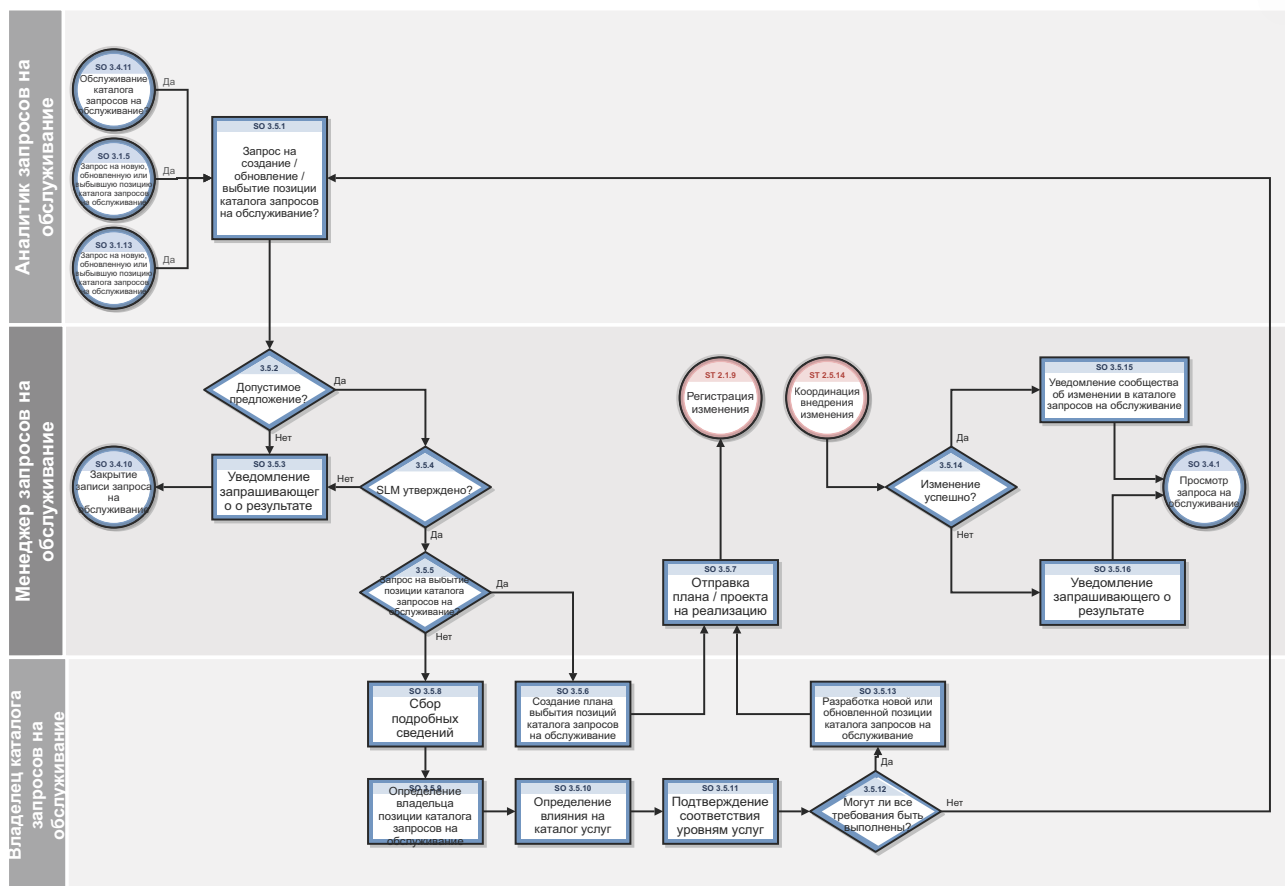 Аналитик запросов на
обслуживание
SO 3.4.11
Обслуживание
каталога
запросов на
обслуживание?
Да
SO 3.1.5
Запрос на новую,
обновленную или
выбывшую позицию
каталога запросов
на обслуживание
Да
SO 3.1.13
Запрос на новую,
обновленную или
выбывшую позицию
каталога запросов
на обслуживание
Да
SO 3.5.1
Запрос на
создание /
обновление /
выбытие позиции
каталога запросов
на обслуживание?
Менеджер запросов на
обслуживание
3.5.2
Допустимое
предложение?
Да
Нет
SO 3.4.10
Закрытие
записи запроса
на
обслуживание
SO 3.5.3
Уведомление
запрашивающег
о о результате
Нет
3.5.4
SLM утверждено?
Да
3.5.5
Запрос на выбытие
позиции каталога
запросов на
обслуживание?
Да
Нет
ST 2.1.9
Регистрация
изменения
ST 2.5.14
Координация
внедрения
изменения
SO 3.5.7
Отправка
плана / проекта
на реализацию
3.5.14
Изменение
успешно?
Да
Нет
SO 3.5.15
Уведомление сообщества
об изменении в каталоге
запросов на обслуживание
SO 3.4.1
Просмотр
запроса на
обслуживание
SO 3.5.16
Уведомление
запрашивающего о
результате
Владелец каталога
запросов на
обслуживание
SO 3.5.8
Сбор
подробных
сведений
SO 3.5.6
Создание плана
выбытия позиций
каталога запросов
на обслуживание
SO 3.5.13
Разработка новой или
обновленной позиции
каталога запросов на
обслуживание
SO 3.5.9
Определение
владельца
позиции каталога
запросов на
обслуживание
SO 3.5.10
Определение
влияния на
каталог услуг
SO 3.5.11
Подтверждение
соответствия
уровням услуг
3.5.12
Могут ли все
требования быть
выполнены?
Да
Нет